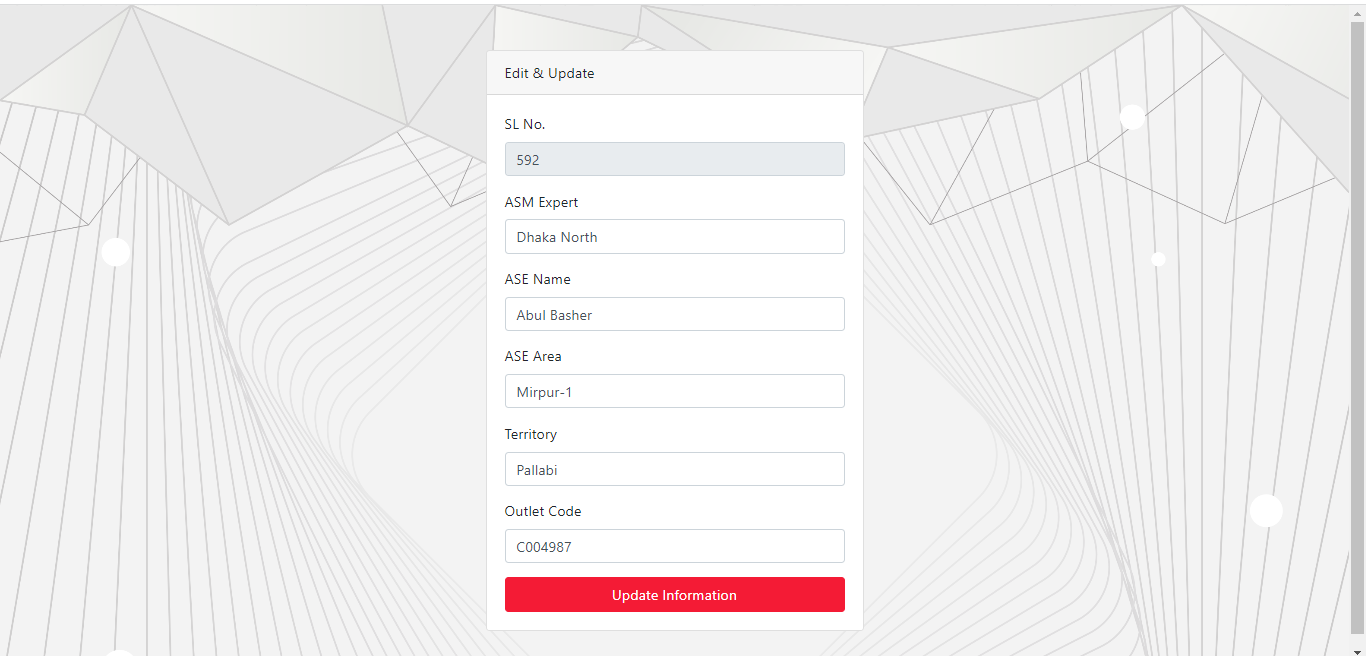 Edit & Update
SL No.
592
ASM Expert
Dhaka North
ASE Name
Abul Basher
ASE Area
Mirpur-1
Territory
Pallabi
Outlet Code
C004987
Update Information